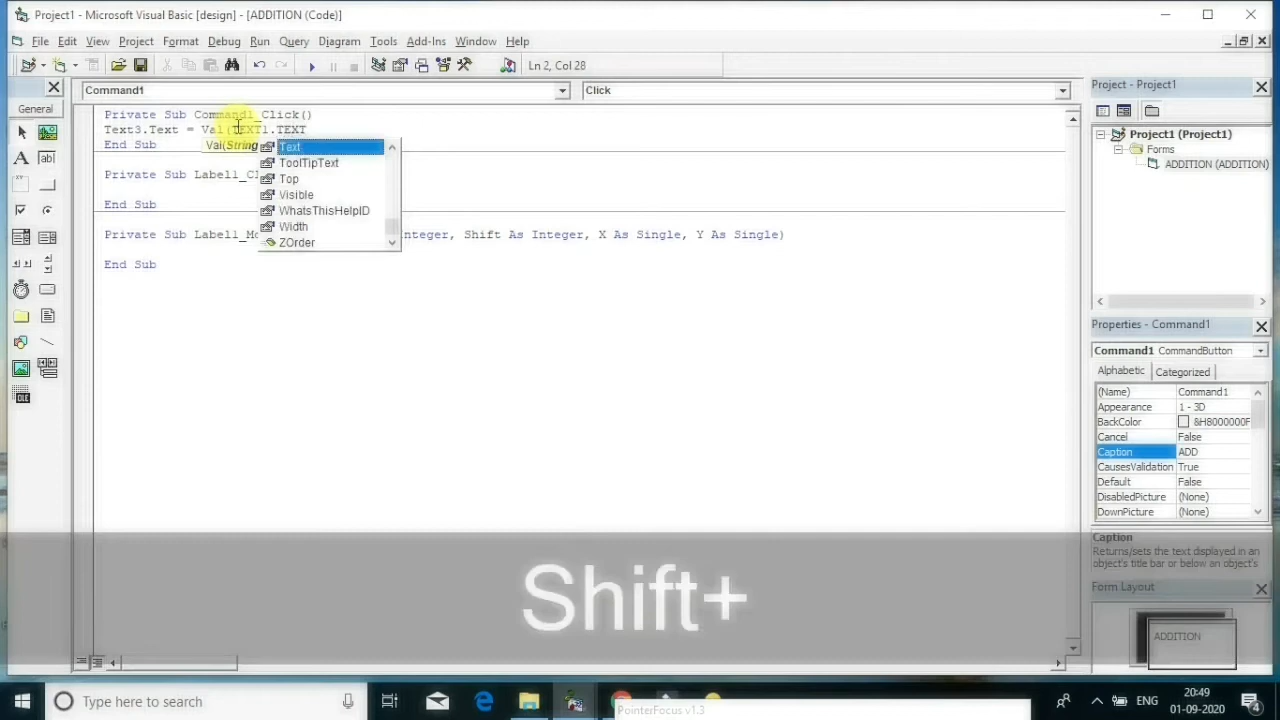 Project1 - Microsoft Visual Basic [design] - [ADDITION (Code)]
File Edit View Project Format Debug Run Query Diagram Tools Add-Ins Window Help
Ln 2, Col 28
General
Command1
Click
Private Sub Command1_Click()
Text3.Text = Val(TEXT1.TEXT
End Sub
Val(String
Text
ToolTipText
Top
Visible
WhatsThisHelpID
Width
ZOrder
Private Sub Label1_Cl
End Sub
Private Sub Label1_Mo
nteger, Shift As Integer, X As Single, Y As Single)
End Sub
OLE
Project - Project1
Project1 (Project1)
Forms
ADDITION (ADDITION)
Properties - Command1
Command1 CommandButton
Alphabetic Categorized
(Name) Command1
Appearance 1 - 3D
BackColor &H8000000F
Cancel False
Caption ADD
CausesValidation True
Default False
DisabledPicture (None)
DownPicture (None)
Caption
Returns/sets the text displayed in an
object's title bar or below an object's
Form Layout
ADDITION
Shift+
Type here to search
PointerFocus v1.3
ENG
20:49
01-09-2020
4